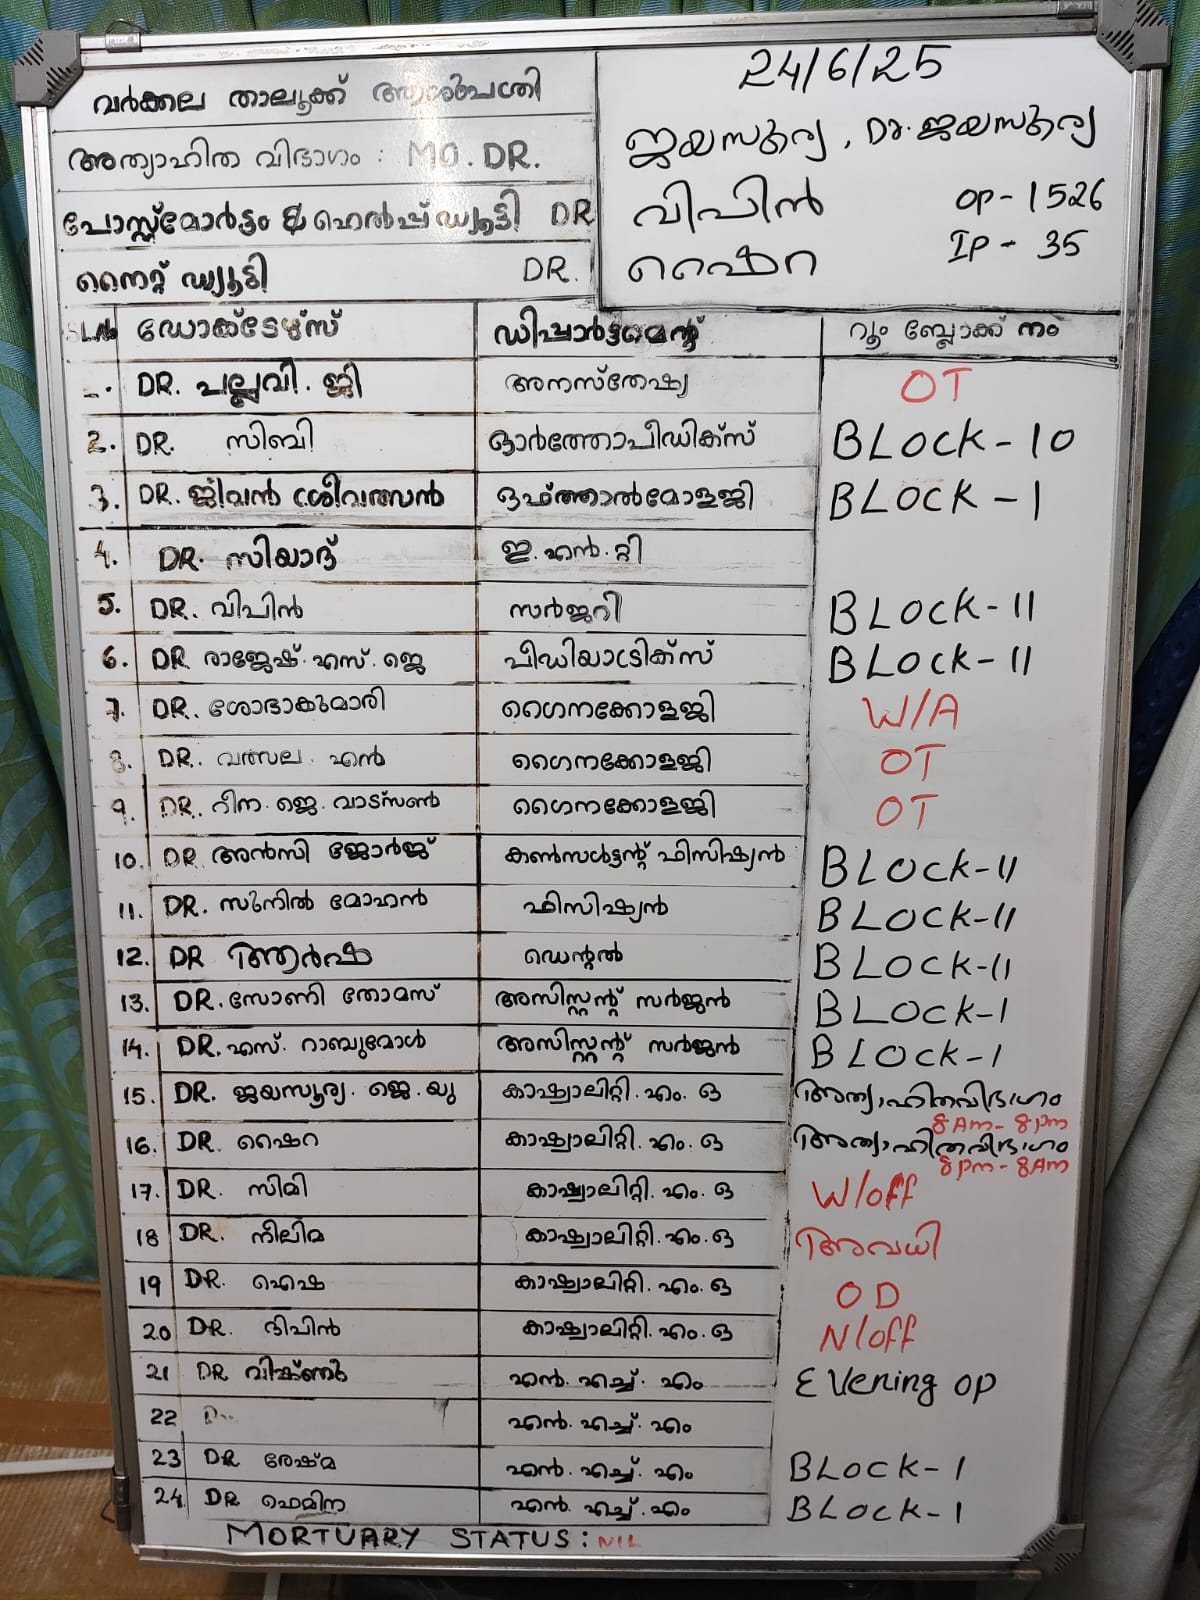 വർക്കല താലൂക്ക് ആശുപത്രി
24/6/25
അത്യാഹിത വിഭാഗം : MO. DR.
ജയസൂര്യ, Dr. ജയസൂര്യ
പോസ്റ്റ്മോർട്ടം & ഹെൽപ്പ് ഡ്യൂട്ടി DR
വിപിൻ OP - 1526
നൈറ്റ് ഡ്യൂട്ടി DR.
ഷൈറ IP - 35
SL.No ഡോക്ടേഴ്സ് ഡിപ്പാർട്ടമെന്റ് റൂം ബ്ലോക്ക് നം
DR. പല്ലവി. ജി അനസ്തേഷ്യ OT
2. DR. സിബി ഓർത്തോപീഡിക്സ് BLOCK - 10
3. DR. ജീവൻ ശ്രീവത്സൻ ഒഫ്ത്താൽമോളജി BLOCK - 1
4. DR. സിയാദ് ഇ.എൻ.റ്റി
5. DR. വിപിൻ സർജറി BLOCK - 11
6. DR രാജേഷ്.എസ്.ജെ പീഡിയാട്രിക്സ് BLOCK - 11
7. DR. ശോഭാകുമാരി ഗൈനക്കോളജി W/A
8. DR. വത്സല. എൻ ഗൈനക്കോളജി OT
9. DR. റീന.ജെ.വാട്സൺ ഗൈനക്കോളജി OT
10. DR അൻസി ജോർജ് കൺസൾട്ടന്റ് ഫിസിഷ്യൻ BLOCK-11
11. DR. സുനിൽ മോഹൻ ഫിസിഷ്യൻ BLOCK-11
12. DR ആർഷ ഡെന്റൽ BLOCK-11
13. DR. സോണി തോമസ് അസിസ്റ്റന്റ് സർജൻ BLOCK-1
14. DR. എസ്. റാബുമോൾ അസിസ്റ്റന്റ് സർജൻ BLOCK-1
15. DR. ജയസൂര്യ. ജെ.യു കാഷ്വാലിറ്റി.എം.ഒ അത്യാഹിതവിഭാഗം
8AM - 8pm
16. DR. ഷൈറ കാഷ്വാലിറ്റി.എം.ഒ അത്യാഹിതവിഭാഗം
8pm - 8Am
17. DR. സിമി കാഷ്വാലിറ്റി.എം.ഒ W/off
18 DR. നീലിമ കാഷ്വാലിറ്റി.എം.ഒ അവധി
19 DR. ഐഷ കാഷ്വാലിറ്റി.എം.ഒ OD
20 DR. ദിപിൻ കാഷ്വാലിറ്റി.എം.ഒ N/off
21 DR വിഷ്ണു എൻ.എച്ച്.എം Evening op
22 എൻ.എച്ച്.എം
23 DR രേഷ്മ എൻ.എച്ച്.എം BLOCK-1
24 DR ഫെമിന എൻ.എച്ച്.എം BLOCK-1
MORTUARY STATUS : NIL